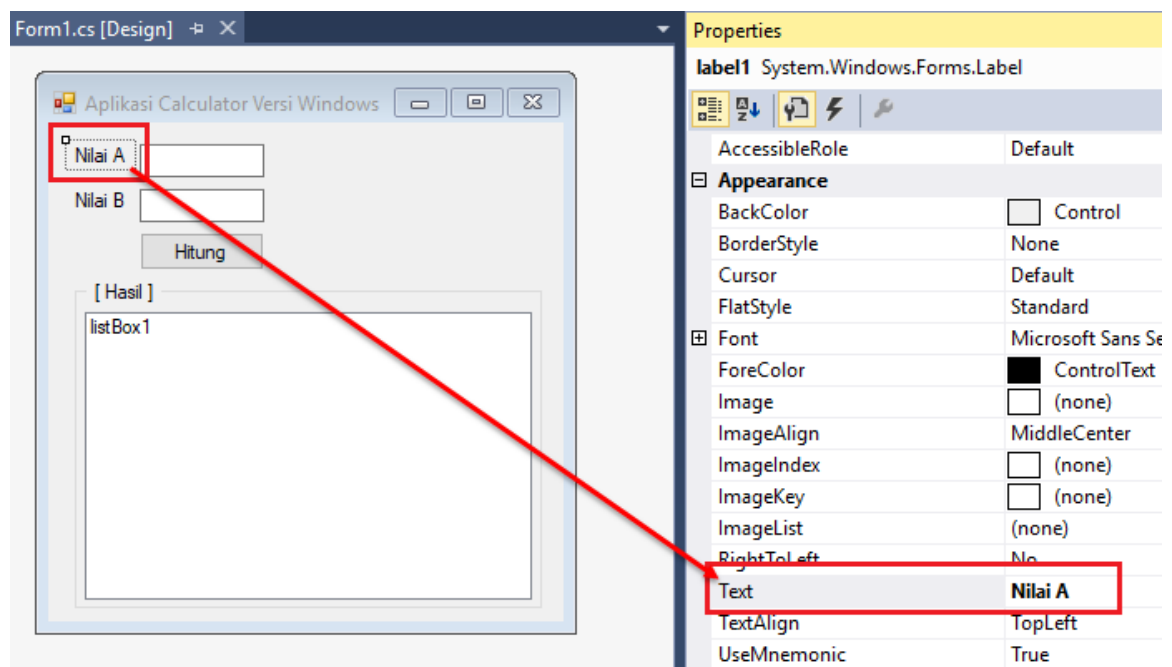 Form1.cs [Design]
Aplikasi Calculator Versi Windows
Nilai A
Nilai B
Hitung
[ Hasil ]
listBox1
Properties
label1 System.Windows.Forms.Label
AccessibleRole Default
Appearance
BackColor Control
BorderStyle None
Cursor Default
FlatStyle Standard
Font Microsoft Sans Se
ForeColor ControlText
Image (none)
ImageAlign MiddleCenter
ImageIndex (none)
ImageKey (none)
ImageList (none)
RightToLeft No
Text Nilai A
TextAlign TopLeft
UseMnemonic True